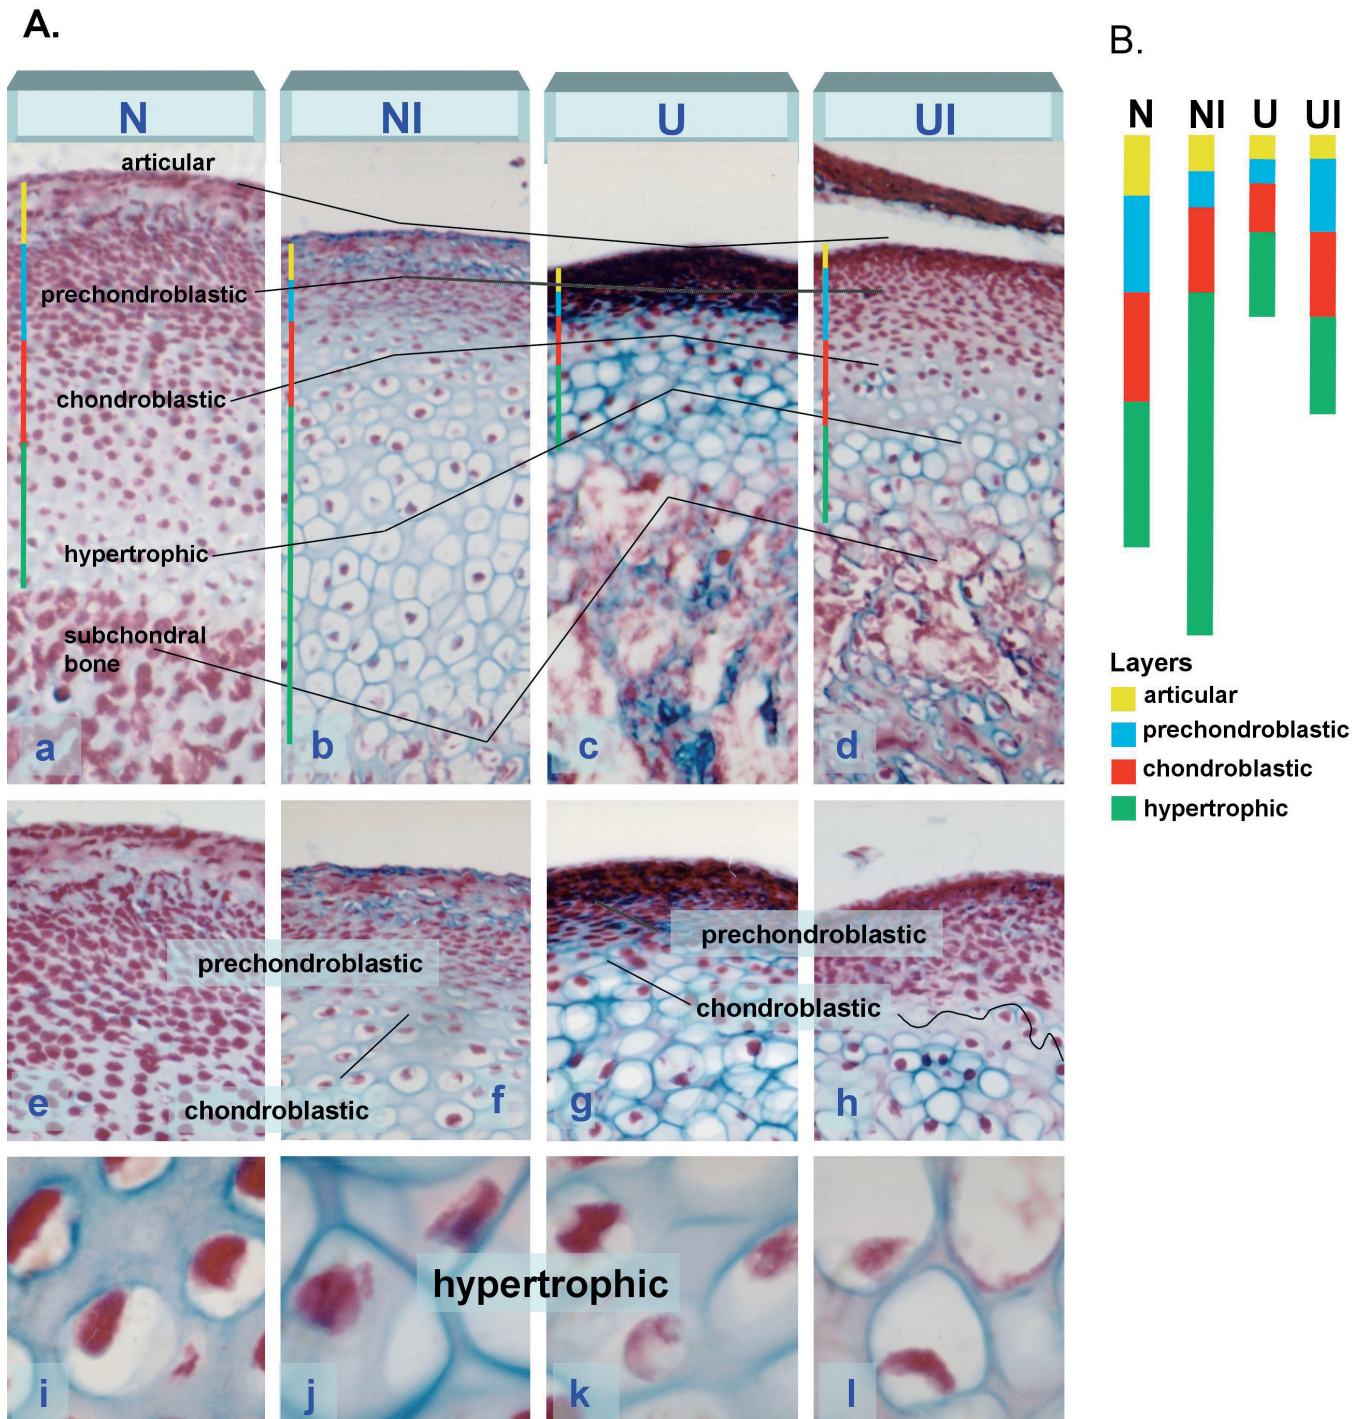 A.
B.
N
NI
U
UI
N
NI
U
UI
articular
prechondroblastic
chondroblastic
hypertrophic
subchondral
bone
a
b
c
d
Layers
articular
prechondroblastic
chondroblastic
hypertrophic
prechondroblastic
prechondroblastic
chondroblastic
chondroblastic
e
f
g
h
hypertrophic
i
j
k
l